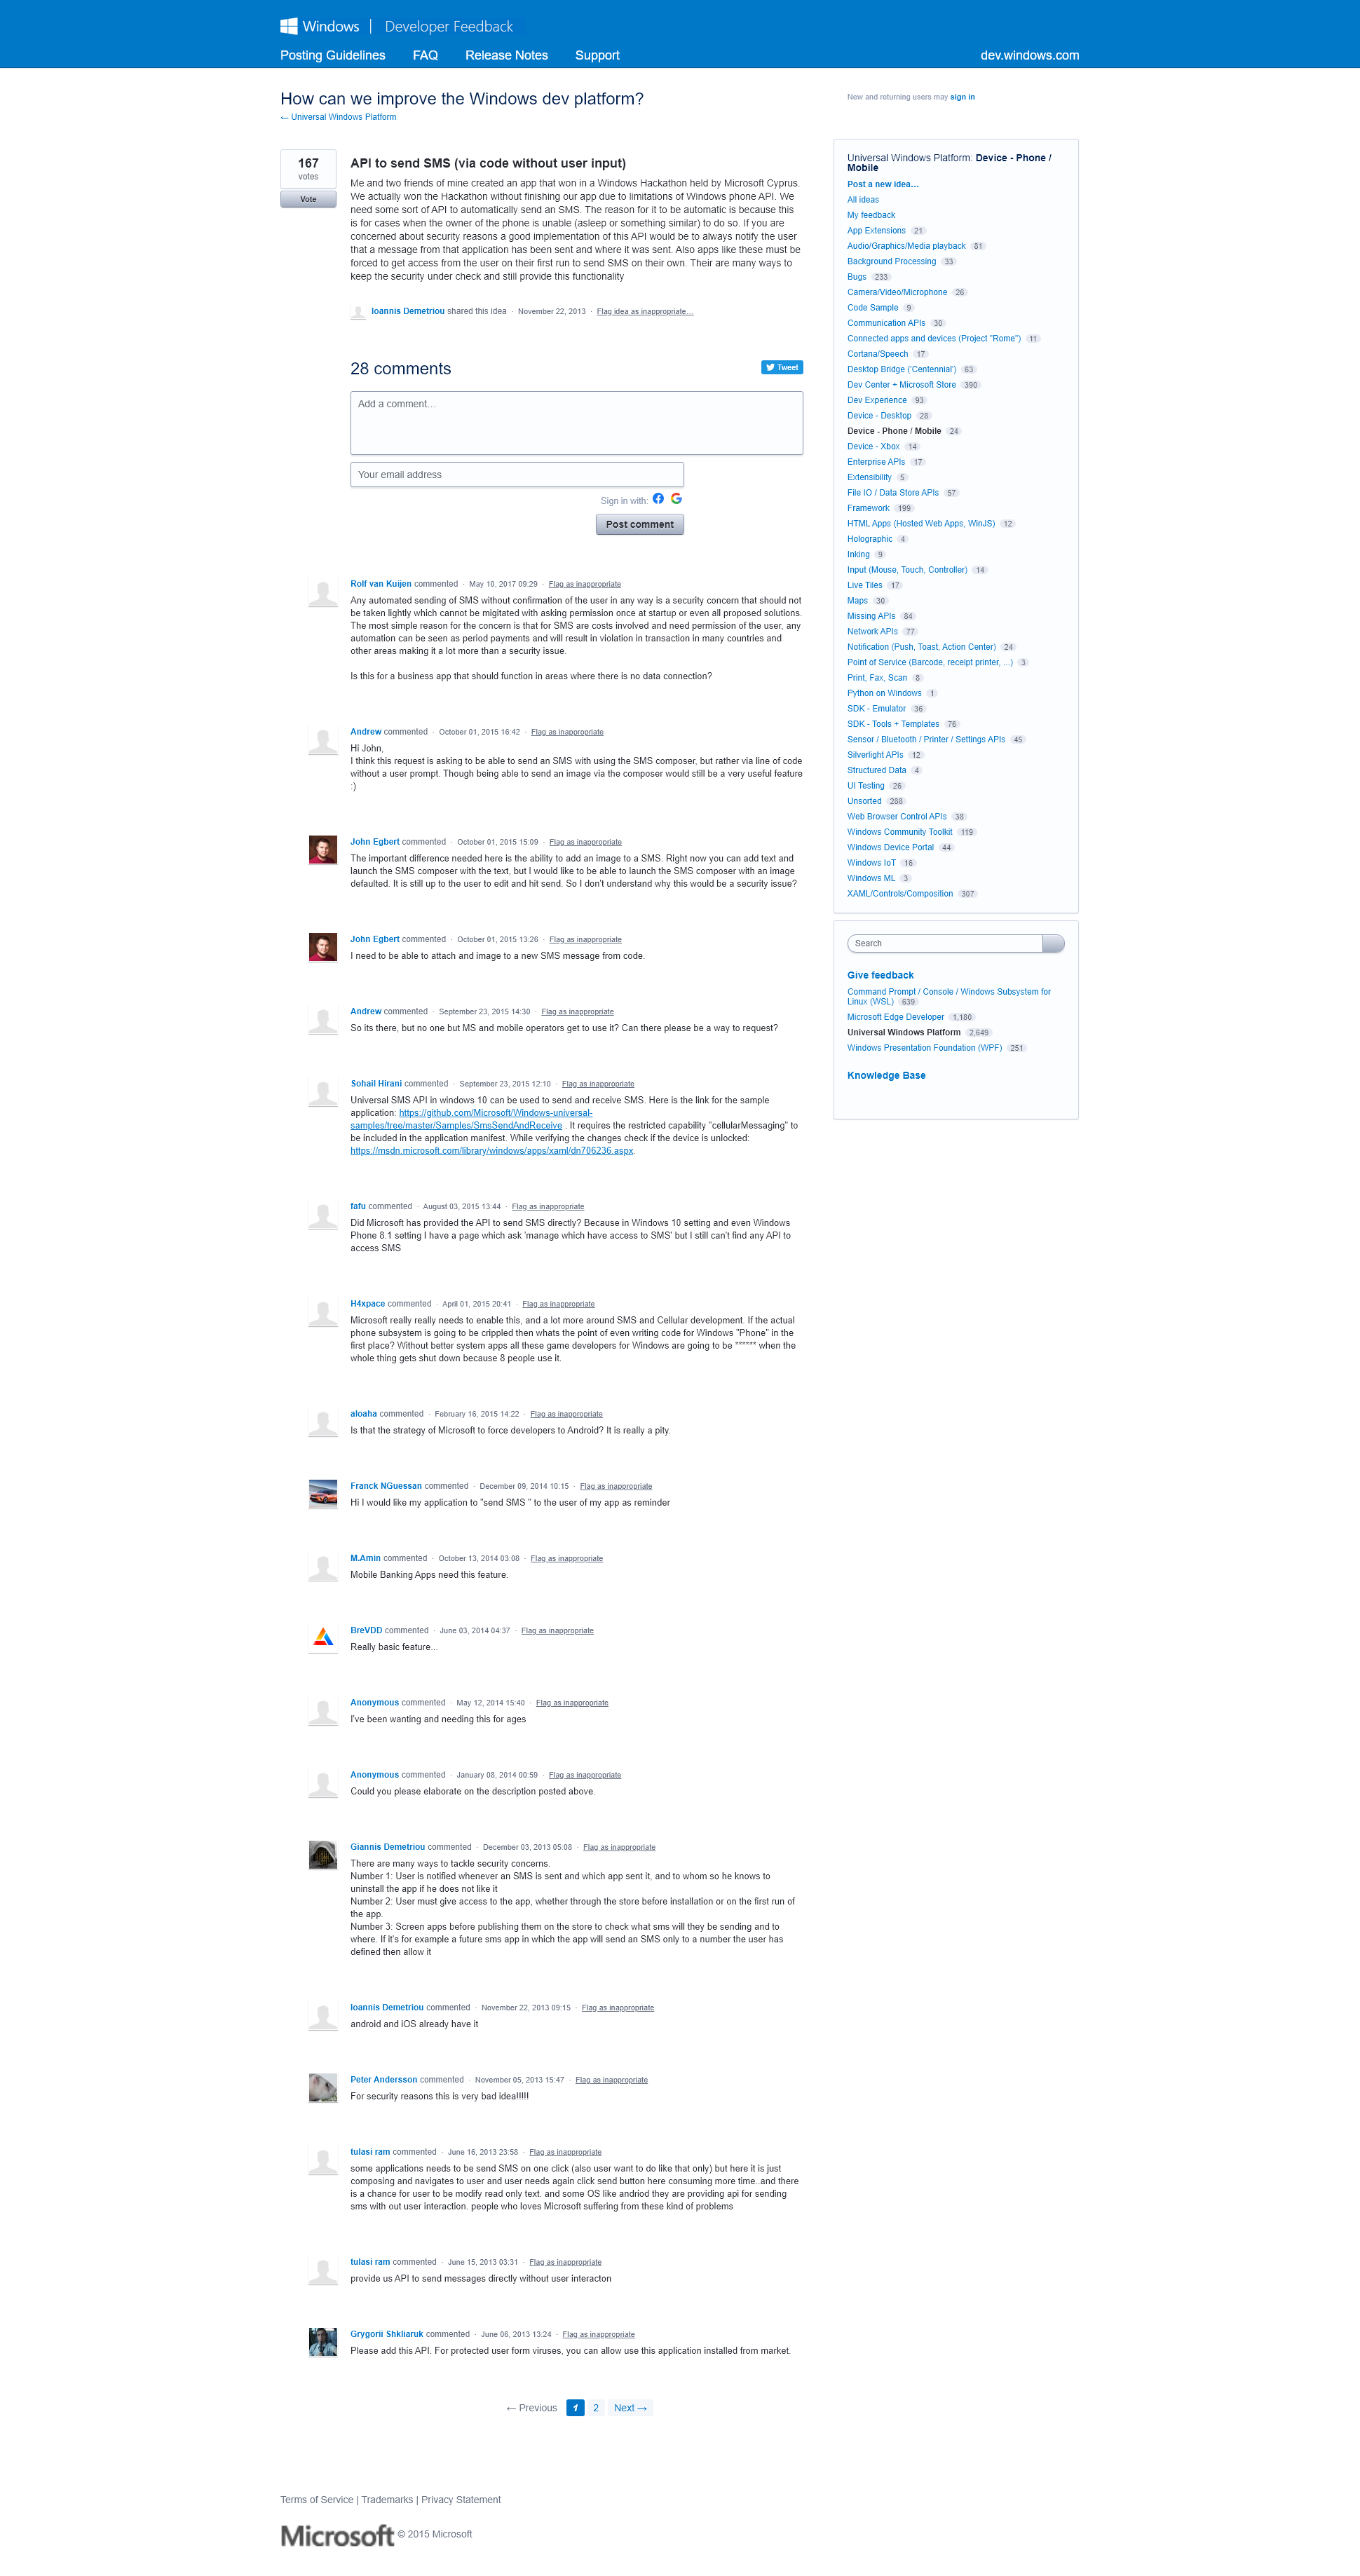 Windows | Developer Feedback
Posting Guidelines FAQ Release Notes Support dev.windows.com
How can we improve the Windows dev platform?
← Universal Windows Platform
New and returning users may sign in
167
votes
Vote
API to send SMS (via code without user input)
Me and two friends of mine created an app that won in a Windows Hackathon held by Microsoft Cyprus.
We actually won the Hackathon without finishing our app due to limitations of Windows phone API. We
need some sort of API to automatically send an SMS. The reason for it to be automatic is because this
is for cases when the owner of the phone is unable (asleep or something similar) to do so. If you are
concerned about security reasons a good implementation of this API would be to always notify the user
that a message from that application has been sent and where it was sent. Also apps like these must be
forced to get access from the user on their first run to send SMS on their own. Their are many ways to
keep the security under check and still provide this functionality
Ioannis Demetriou shared this idea · November 22, 2013 · Flag idea as inappropriate…
28 comments
Tweet
Add a comment…
Your email address
Sign in with:
Post comment
Rolf van Kuijen commented · May 10, 2017 09:29 · Flag as inappropriate
Any automated sending of SMS without confirmation of the user in any way is a security concern that should not
be taken lightly which cannot be migitated with asking permission once at startup or even all proposed solutions.
The most simple reason for the concern is that for SMS are costs involved and need permission of the user, any
automation can be seen as period payments and will result in violation in transaction in many countries and
other areas making it a lot more than a security issue.
Is this for a business app that should function in areas where there is no data connection?
Andrew commented · October 01, 2015 16:42 · Flag as inappropriate
Hi John,
I think this request is asking to be able to send an SMS with using the SMS composer, but rather via line of code
without a user prompt. Though being able to send an image via the composer would still be a very useful feature
:)
John Egbert commented · October 01, 2015 15:09 · Flag as inappropriate
The important difference needed here is the ability to add an image to a SMS. Right now you can add text and
launch the SMS composer with the text, but I would like to be able to launch the SMS composer with an image
defaulted. It is still up to the user to edit and hit send. So I don't understand why this would be a security issue?
John Egbert commented · October 01, 2015 13:26 · Flag as inappropriate
I need to be able to attach and image to a new SMS message from code.
Andrew commented · September 23, 2015 14:30 · Flag as inappropriate
So its there, but no one but MS and mobile operators get to use it? Can there please be a way to request?
Sohail Hirani commented · September 23, 2015 12:10 · Flag as inappropriate
Universal SMS API in windows 10 can be used to send and receive SMS. Here is the link for the sample
application: https://github.com/Microsoft/Windows-universal-
samples/tree/master/Samples/SmsSendAndReceive . It requires the restricted capability "cellularMessaging" to
be included in the application manifest. While verifying the changes check if the device is unlocked:
https://msdn.microsoft.com/library/windows/apps/xaml/dn706236.aspx.
fafu commented · August 03, 2015 13:44 · Flag as inappropriate
Did Microsoft has provided the API to send SMS directly? Because in Windows 10 setting and even Windows
Phone 8.1 setting I have a page which ask 'manage which have access to SMS' but I still can't find any API to
access SMS
H4xpace commented · April 01, 2015 20:41 · Flag as inappropriate
Microsoft really really needs to enable this, and a lot more around SMS and Cellular development. If the actual
phone subsystem is going to be crippled then whats the point of even writing code for Windows "Phone" in the
first place? Without better system apps all these game developers for Windows are going to be ****** when the
whole thing gets shut down because 8 people use it.
aloaha commented · February 16, 2015 14:22 · Flag as inappropriate
Is that the strategy of Microsoft to force developers to Android? It is really a pity.
Franck NGuessan commented · December 09, 2014 10:15 · Flag as inappropriate
Hi I would like my application to "send SMS " to the user of my app as reminder
M.Amin commented · October 13, 2014 03:08 · Flag as inappropriate
Mobile Banking Apps need this feature.
BreVDD commented · June 03, 2014 04:37 · Flag as inappropriate
Really basic feature...
Anonymous commented · May 12, 2014 15:40 · Flag as inappropriate
I've been wanting and needing this for ages
Anonymous commented · January 08, 2014 00:59 · Flag as inappropriate
Could you please elaborate on the description posted above.
Giannis Demetriou commented · December 03, 2013 05:08 · Flag as inappropriate
There are many ways to tackle security concerns.
Number 1: User is notified whenever an SMS is sent and which app sent it, and to whom so he knows to
uninstall the app if he does not like it
Number 2: User must give access to the app, whether through the store before installation or on the first run of
the app.
Number 3: Screen apps before publishing them on the store to check what sms will they be sending and to
where. If it's for example a future sms app in which the app will send an SMS only to a number the user has
defined then allow it
Ioannis Demetriou commented · November 22, 2013 09:15 · Flag as inappropriate
android and iOS already have it
Peter Andersson commented · November 05, 2013 15:47 · Flag as inappropriate
For security reasons this is very bad idea!!!!!
tulasi ram commented · June 16, 2013 23:58 · Flag as inappropriate
some applications needs to be send SMS on one click (also user want to do like that only) but here it is just
composing and navigates to user and user needs again click send button here consuming more time..and there
is a chance for user to be modify read only text. and some OS like andriod they are providing api for sending
sms with out user interaction. people who loves Microsoft suffering from these kind of problems
tulasi ram commented · June 15, 2013 03:31 · Flag as inappropriate
provide us API to send messages directly without user interacton
Grygorii Shkliaruk commented · June 06, 2013 13:24 · Flag as inappropriate
Please add this API. For protected user form viruses, you can allow use this application installed from market.
← Previous 1 2 Next →
Universal Windows Platform: Device - Phone /
Mobile
Post a new idea…
All ideas
My feedback
App Extensions 21
Audio/Graphics/Media playback 81
Background Processing 33
Bugs 233
Camera/Video/Microphone 26
Code Sample 9
Communication APIs 30
Connected apps and devices (Project "Rome") 11
Cortana/Speech 17
Desktop Bridge ('Centennial') 63
Dev Center + Microsoft Store 390
Dev Experience 93
Device - Desktop 28
Device - Phone / Mobile 24
Device - Xbox 14
Enterprise APIs 17
Extensibility 5
File IO / Data Store APIs 57
Framework 199
HTML Apps (Hosted Web Apps, WinJS) 12
Holographic 4
Inking 9
Input (Mouse, Touch, Controller) 14
Live Tiles 17
Maps 30
Missing APIs 84
Network APIs 77
Notification (Push, Toast, Action Center) 24
Point of Service (Barcode, receipt printer, ...) 3
Print, Fax, Scan 8
Python on Windows 1
SDK - Emulator 36
SDK - Tools + Templates 76
Sensor / Bluetooth / Printer / Settings APIs 45
Silverlight APIs 12
Structured Data 4
UI Testing 26
Unsorted 288
Web Browser Control APIs 38
Windows Community Toolkit 119
Windows Device Portal 44
Windows IoT 16
Windows ML 3
XAML/Controls/Composition 307
Search
Give feedback
Command Prompt / Console / Windows Subsystem for
Linux (WSL) 639
Microsoft Edge Developer 1,180
Universal Windows Platform 2,649
Windows Presentation Foundation (WPF) 251
Knowledge Base
Terms of Service | Trademarks | Privacy Statement
Microsoft © 2015 Microsoft